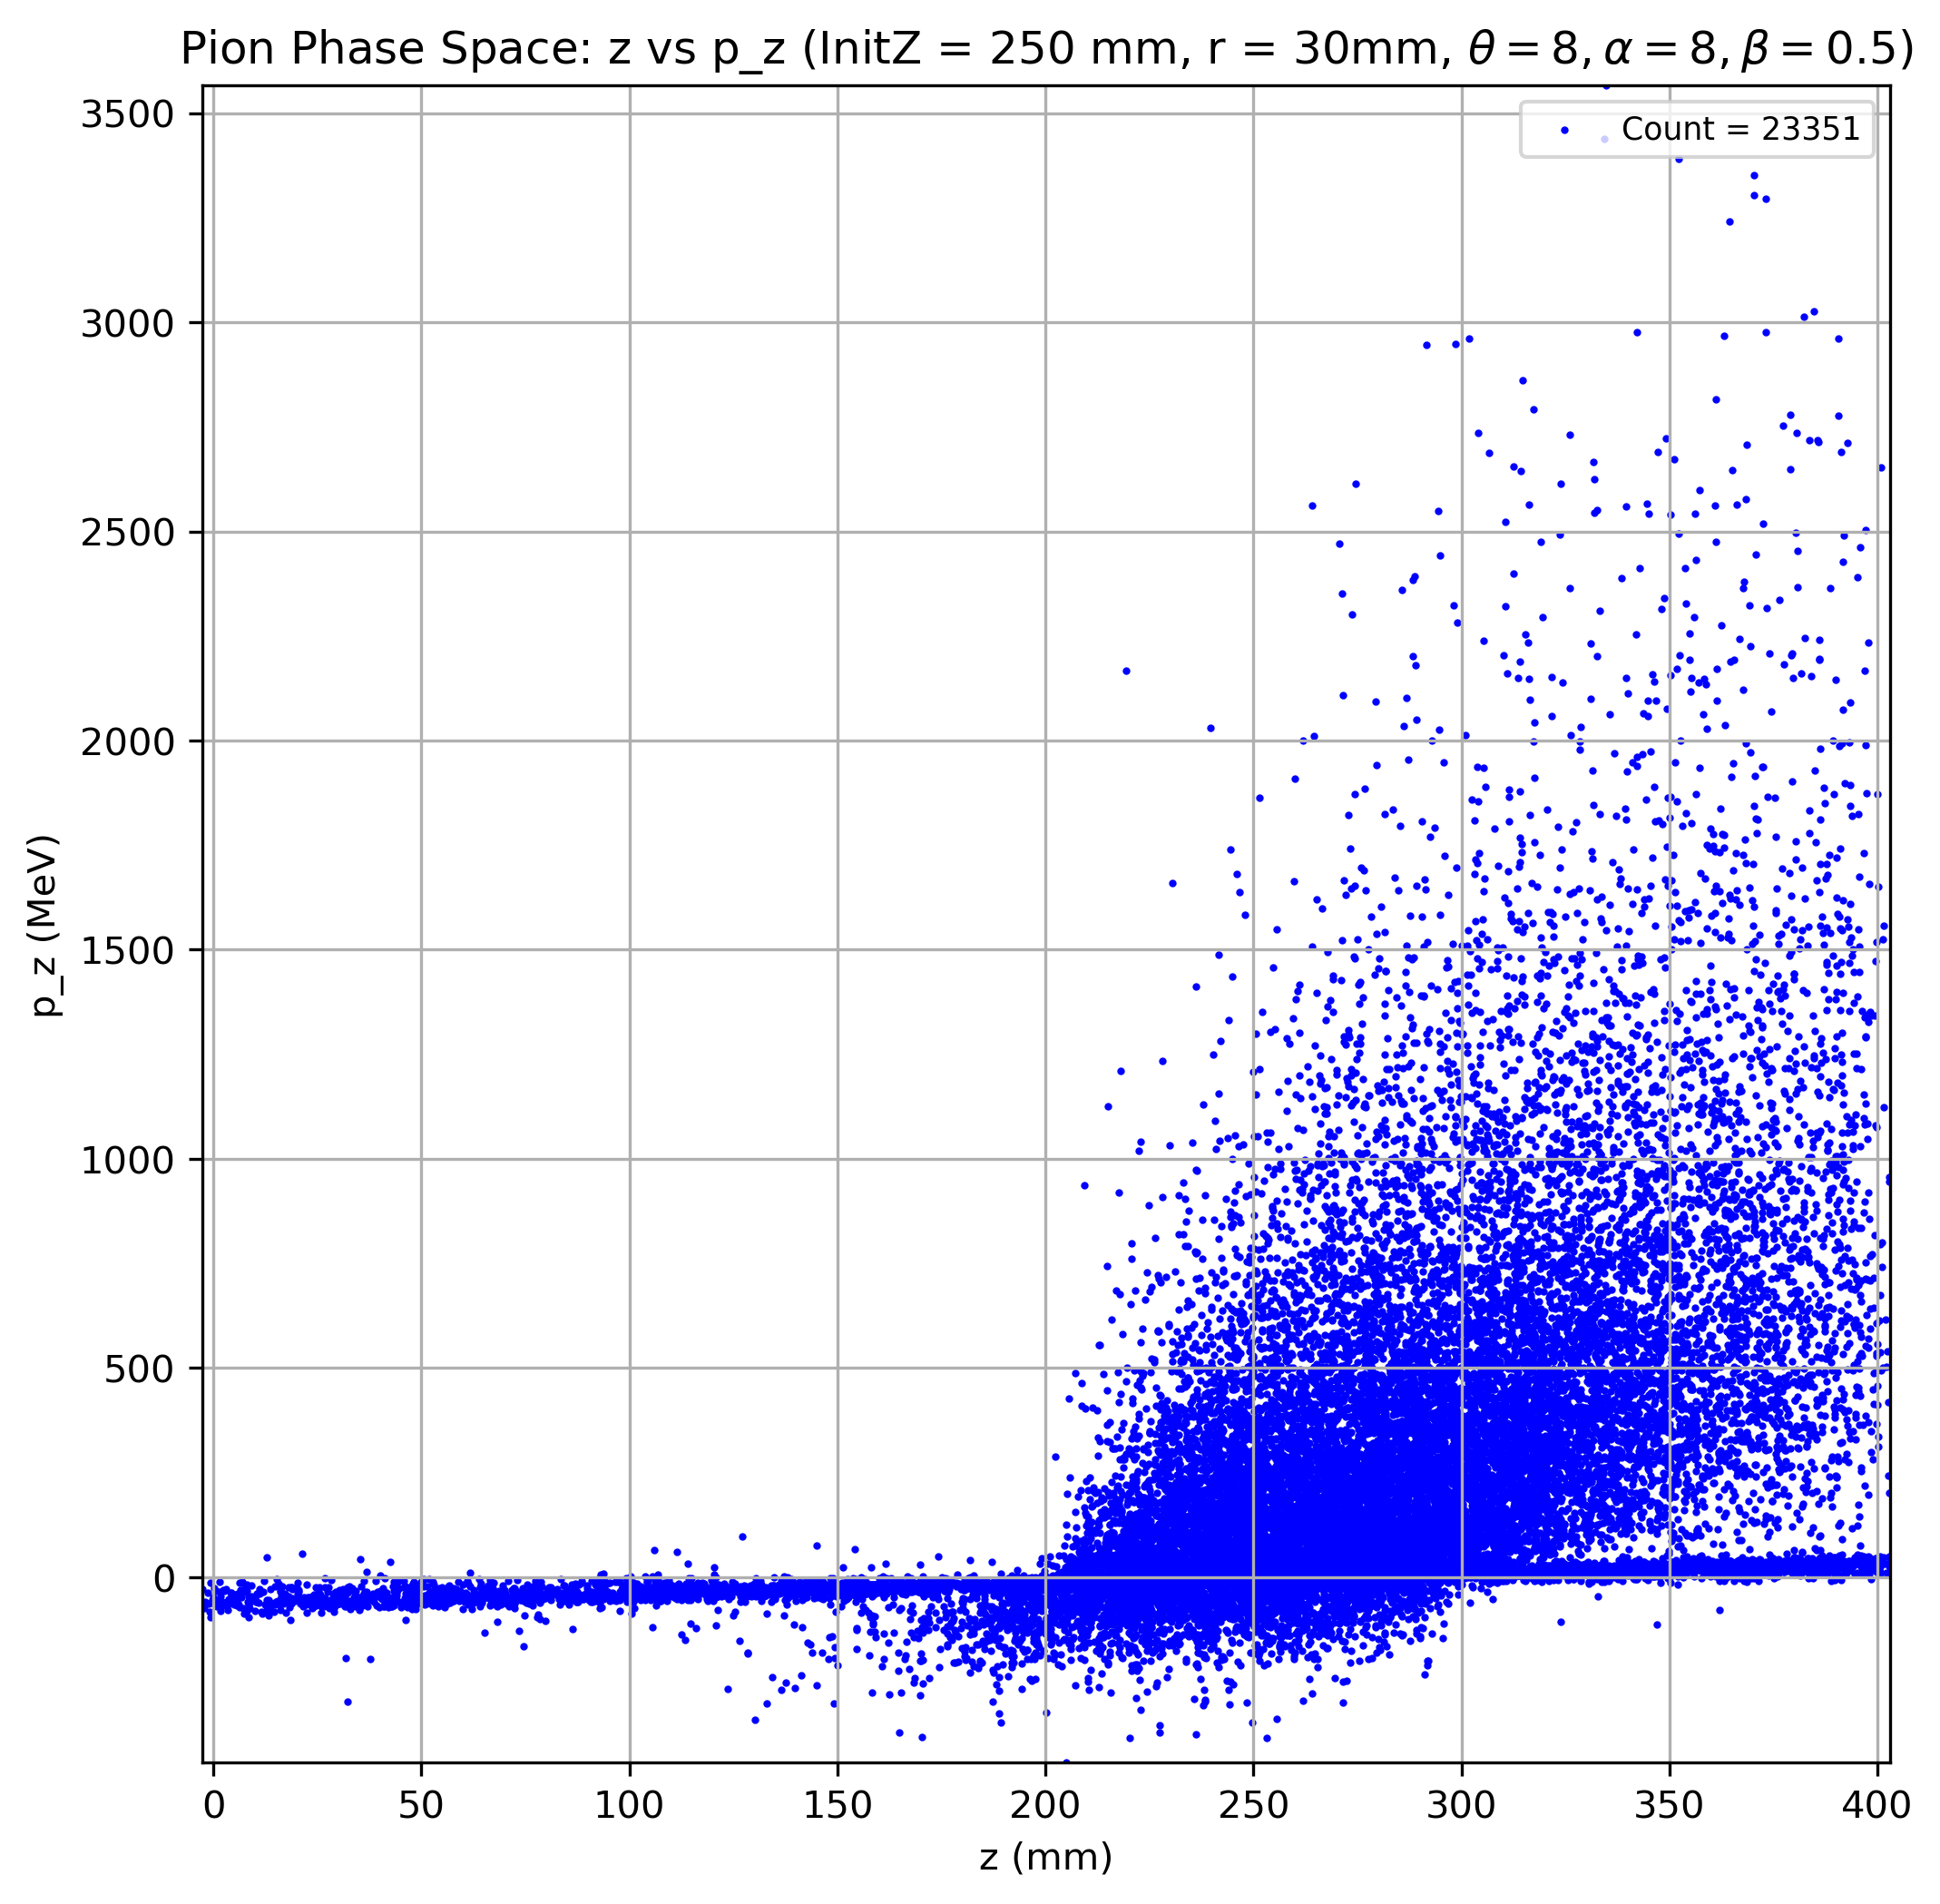 Pion Phase Space: z vs p_z (InitZ = 250 mm, r = 30mm, θ = 8, α = 8, β = 0.5)
Count = 23351
3500
3000
2500
2000
1500
1000
500
0
p_z (MeV)
0 50 100 150 200 250 300 350 400
z (mm)